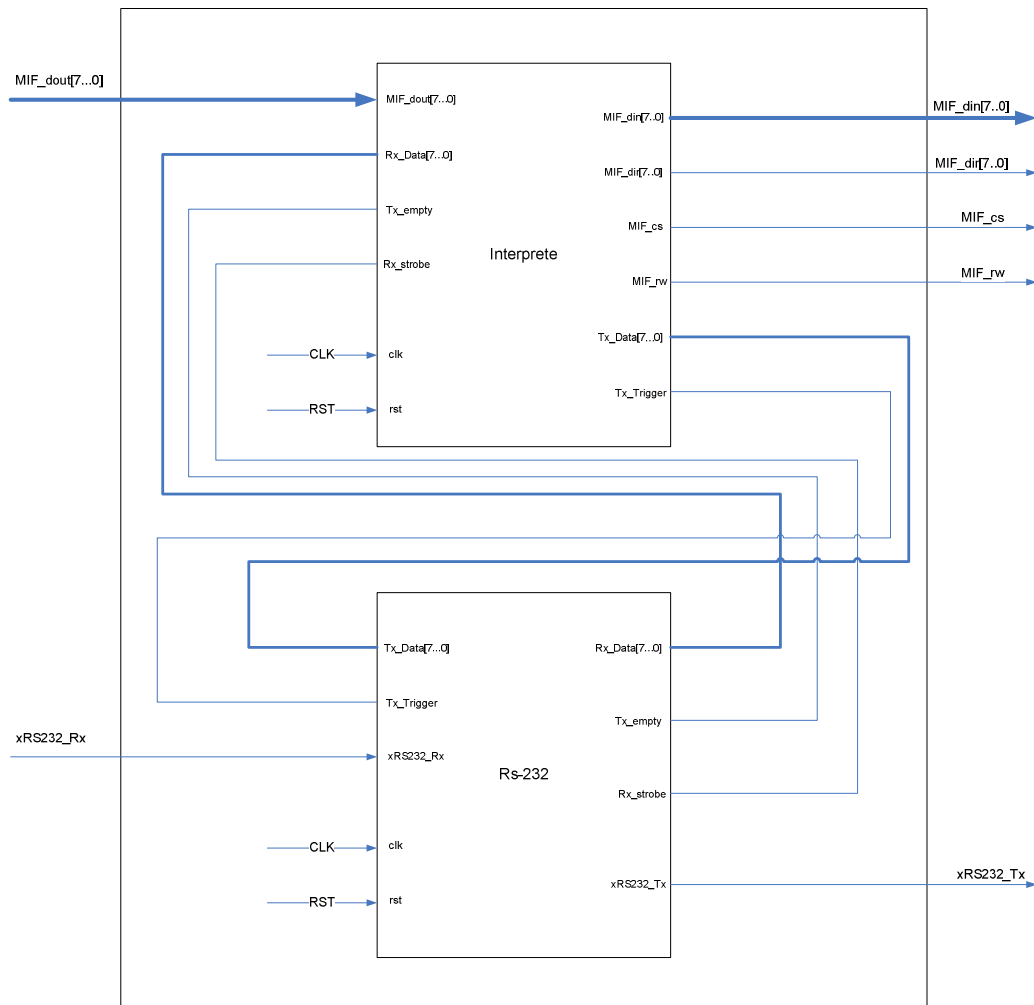 MIF_dout[7...0]
MIF_dout[7...0]
Rx_Data[7...0]
Tx_empty
Rx_strobe
CLK
clk
RST
rst
Interprete
MIF_din[7..0]
MIF_dir[7..0]
MIF_cs
MIF_rw
Tx_Data[7...0]
Tx_Trigger
MIF_din[7..0]
MIF_dir[7..0]
MIF_cs
MIF_rw
Tx_Data[7...0]
Tx_Trigger
xRS232_Rx
xRS232_Rx
CLK
clk
RST
rst
Rs-232
Rx_Data[7...0]
Tx_empty
Rx_strobe
xRS232_Tx
xRS232_Tx